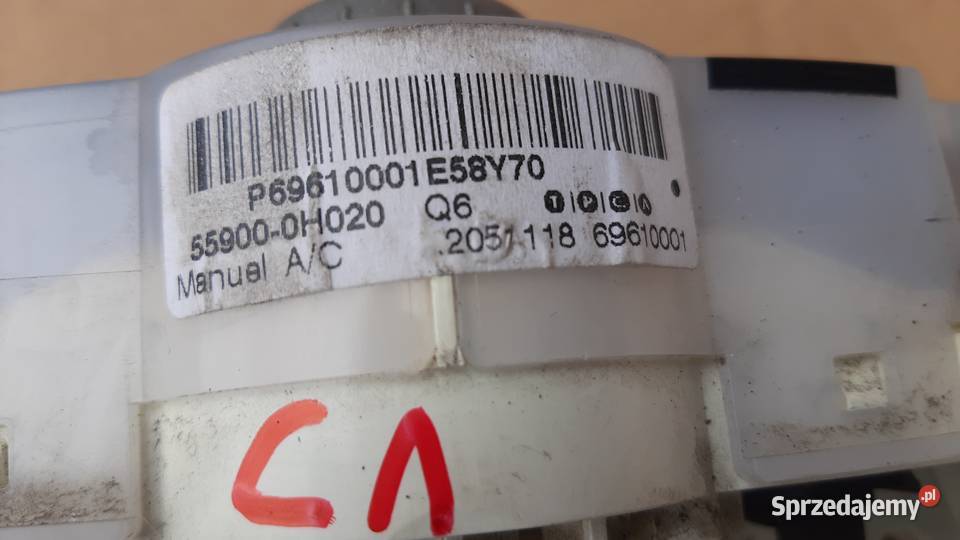 P69610001E58Y70
55900-0H020 Q6 T P C A
Manuel A/C .2051118 69610001
C1
Sprzedajemy.pl